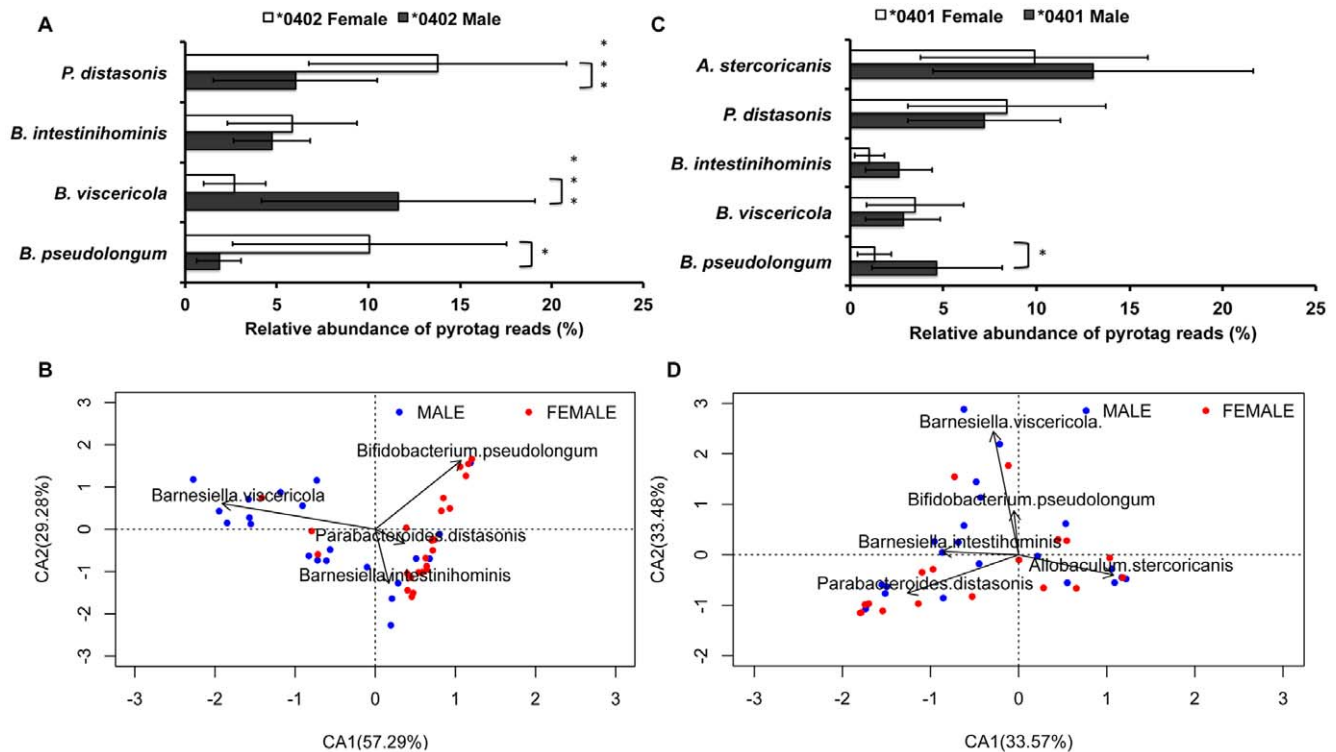 A
*0402 Female *0402 Male
P. distasonis
*
*
*
B. intestinihominis
B. viscericola
*
*
*
B. pseudolongum
*
0 5 10 15 20 25
Relative abundance of pyrotag reads (%)
C
*0401 Female *0401 Male
A. stercoricanis
P. distasonis
B. intestinihominis
B. viscericola
B. pseudolongum
*
0 5 10 15 20 25
Relative abundance of pyrotag reads (%)
B
MALE FEMALE
Bifidobacterium.pseudolongum
Barnesiella.viscericola
Parabacteroides.distasonis
Barnesiella.intestinihominis
CA2(29.28%)
3
2
1
0
-1
-2
-3
-3 -2 -1 0 1 2 3
CA1(57.29%)
D
MALE FEMALE
Barnesiella.viscericola.
Bifidobacterium.pseudolongum
Barnesiella.intestihominis
Allobaculum.stercoricanis
Parabacteroides.distasonis
CA2(33.48%)
3
2
1
0
-1
-2
-3 -2 -1 0 1 2 3
CA1(33.57%)